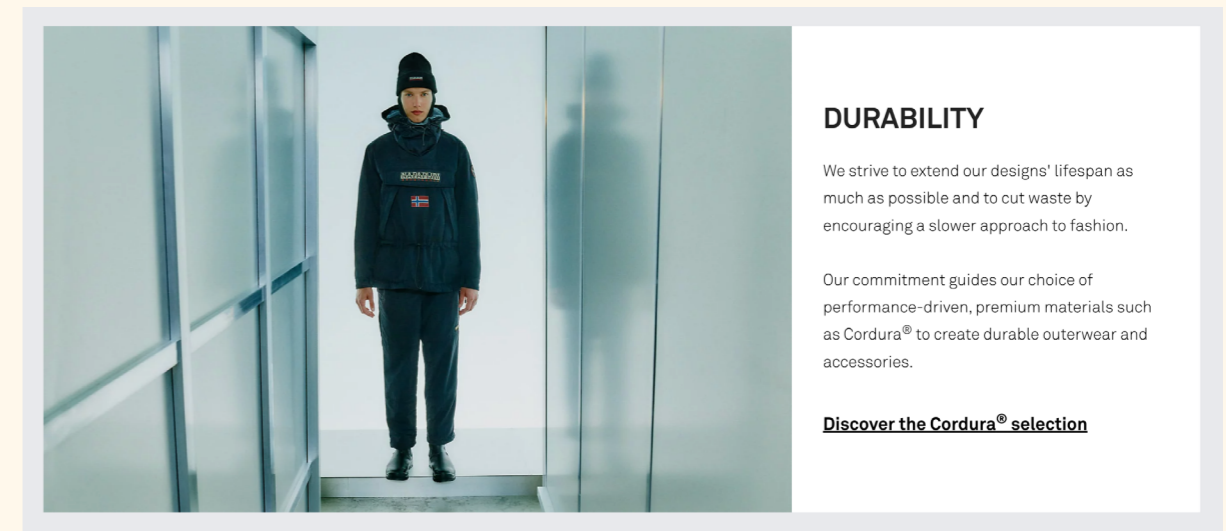 DURABILITY
We strive to extend our designs' lifespan as
much as possible and to cut waste by
encouraging a slower approach to fashion.
Our commitment guides our choice of
performance-driven, premium materials such
as Cordura® to create durable outerwear and
accessories.
Discover the Cordura® selection